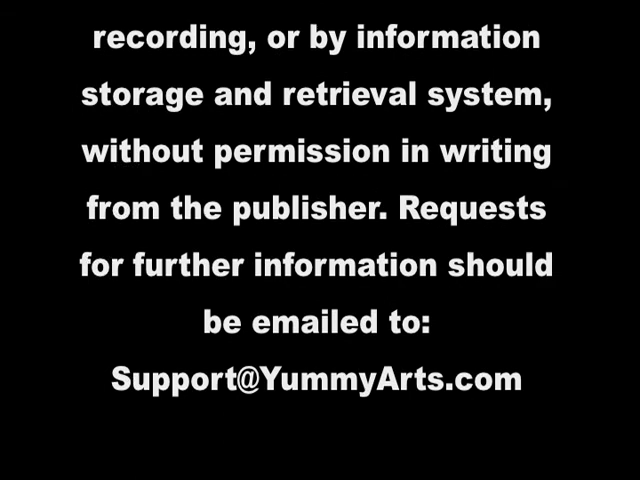 recording, or by information
storage and retrieval system,
without permission in writing
from the publisher. Requests
for further information should
be emailed to:
Support@YummyArts.com